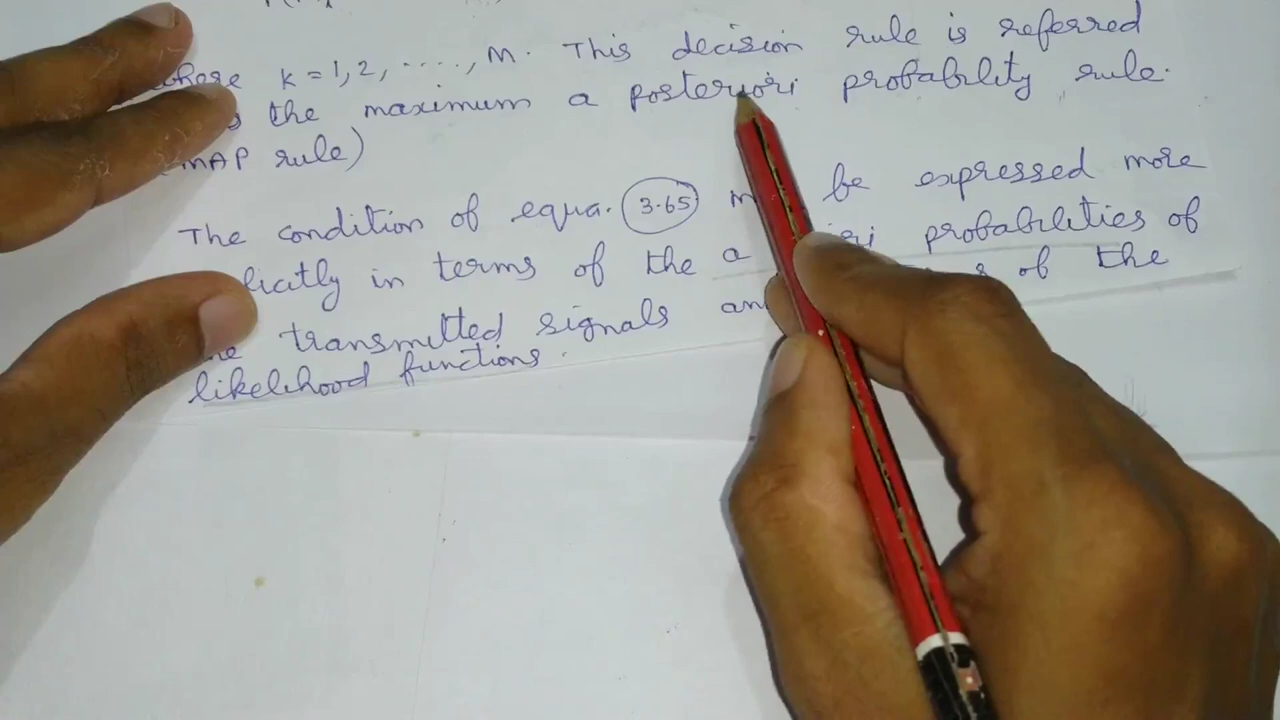 where k = 1, 2, ...., M. This decision rule is referred
the maximum a posteriori probability rule.
MAP rule)
The condition of equa. (3.65) be expressed more
licitly in terms of the a probabilities of
transmitted signals of the
likelihood functions.